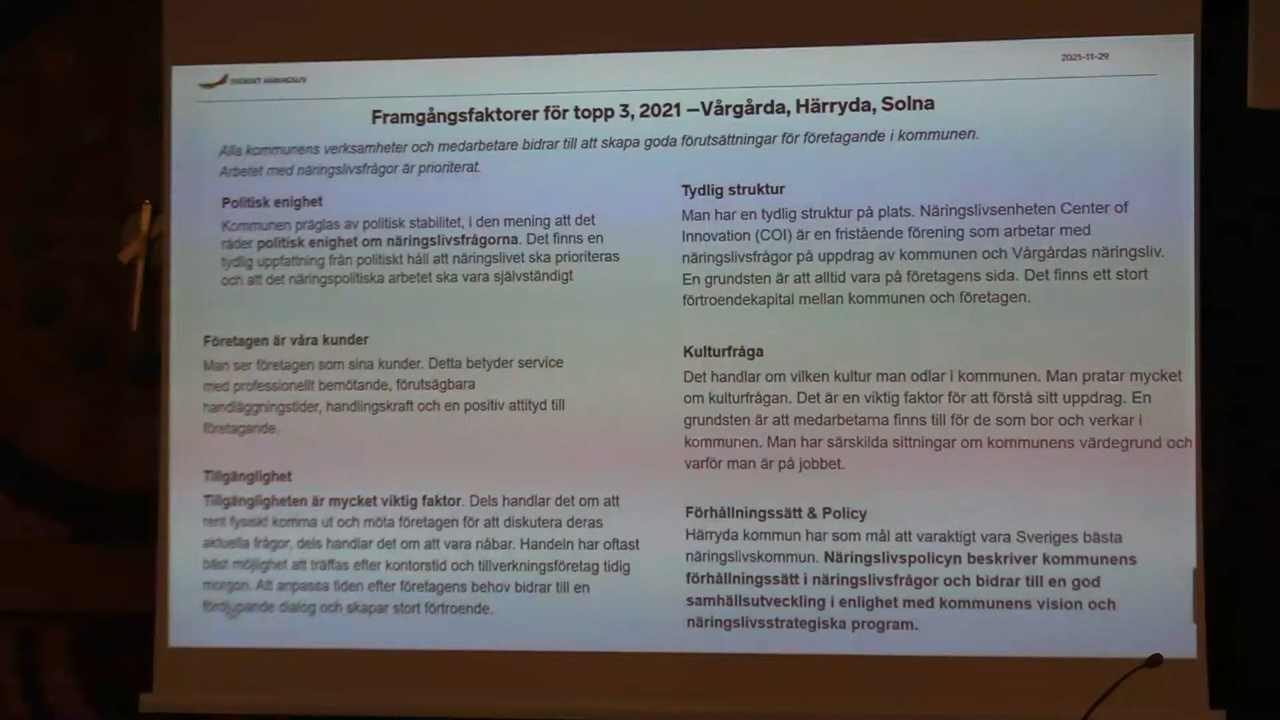 SVENSKT NÄRINGSLIV
2021-11-29
Framgångsfaktorer för topp 3, 2021 –Vårgårda, Härryda, Solna
Alla kommunens verksamheter och medarbetare bidrar till att skapa goda förutsättningar för företagande i kommunen.
Arbetet med näringslivsfrågor är prioriterat.
Politisk enighet
Kommunen präglas av politisk stabilitet, i den mening att det
råder politisk enighet om näringslivsfrågorna. Det finns en
tydlig uppfattning från politiskt håll att näringslivet ska prioriteras
och att det näringspolitiska arbetet ska vara självständigt
Företagen är våra kunder
Man ser företagen som sina kunder. Detta betyder service
med professionellt bemötande, förutsägbara
handläggningstider, handlingskraft och en positiv attityd till
företagande.
Tillgänglighet
Tillgängligheten är mycket viktig faktor. Dels handlar det om att
rent fysiskt komma ut och möta företagen för att diskutera deras
aktuella frågor, dels handlar det om att vara nåbar. Handeln har oftast
bäst möjlighet att träffas efter kontorstid och tillverkningsföretag tidig
morgon. Att anpassa tiden efter företagens behov bidrar till en
fördjupande dialog och skapar stort förtroende.
Tydlig struktur
Man har en tydlig struktur på plats. Näringslivsenheten Center of
Innovation (COI) är en fristående förening som arbetar med
näringslivsfrågor på uppdrag av kommunen och Vårgårdas näringsliv.
En grundsten är att alltid vara på företagens sida. Det finns ett stort
förtroendekapital mellan kommunen och företagen.
Kulturfråga
Det handlar om vilken kultur man odlar i kommunen. Man pratar mycket
om kulturfrågan. Det är en viktig faktor för att förstå sitt uppdrag. En
grundsten är att medarbetarna finns till för de som bor och verkar i
kommunen. Man har särskilda sittningar om kommunens värdegrund och
varför man är på jobbet.
Förhållningssätt & Policy
Härryda kommun har som mål att varaktigt vara Sveriges bästa
näringslivskommun. Näringslivspolicyn beskriver kommunens
förhållningssätt i näringslivsfrågor och bidrar till en god
samhällsutveckling i enlighet med kommunens vision och
näringslivsstrategiska program.